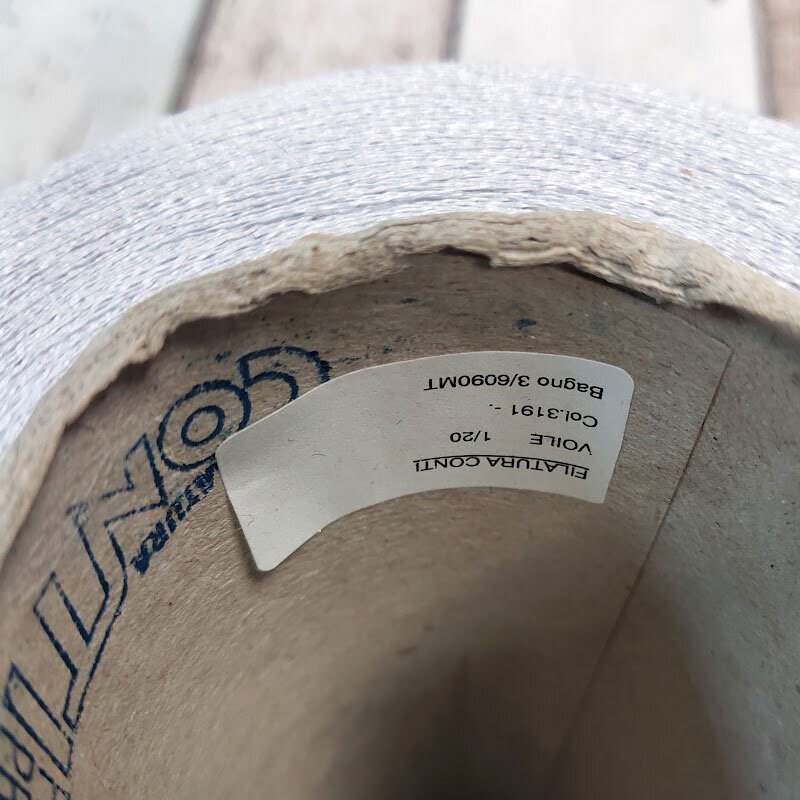 FILATURA CONTI
VOILE 1/20
Col.3191 -.
Bagno 3/6090MT
CONTI